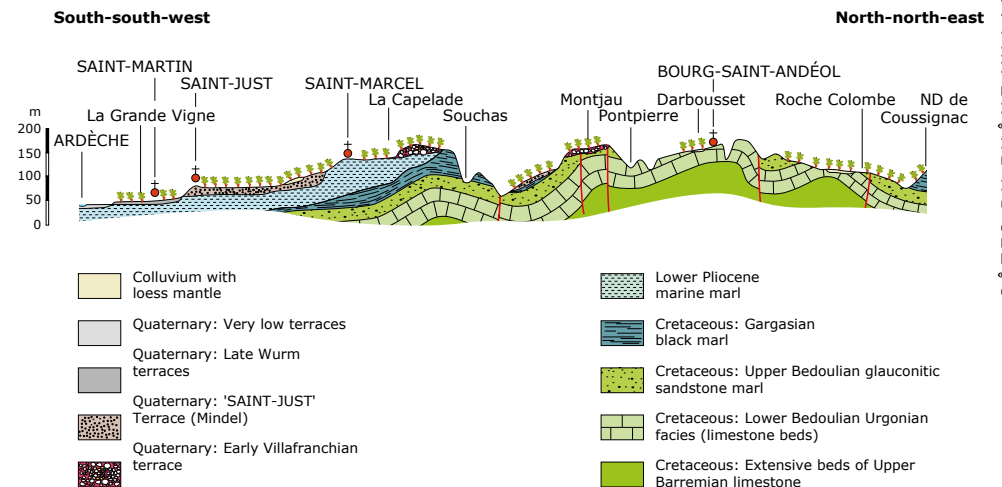 South-south-west
North-north-east
SAINT-MARTIN
SAINT-JUST
SAINT-MARCEL
BOURG-SAINT-ANDÉOL
La Grande Vigne
La Capelade
Souchas
Montjau
Pontpierre
Darbousset
Roche Colombe
ND de
Coussignac
m
200
150
100
50
0
ARDÈCHE
Colluvium with
loess mantle
Quaternary: Very low terraces
Quaternary: Late Wurm
terraces
Quaternary: 'SAINT-JUST'
Terrace (Mindel)
Quaternary: Early Villafranchian
terrace
Lower Pliocene
marine marl
Cretaceous: Gargasian
black marl
Cretaceous: Upper Bedoulian glauconitic
sandstone marl
Cretaceous: Lower Bedoulian Urgonian
facies (limestone beds)
Cretaceous: Extensive beds of Upper
Barremian limestone